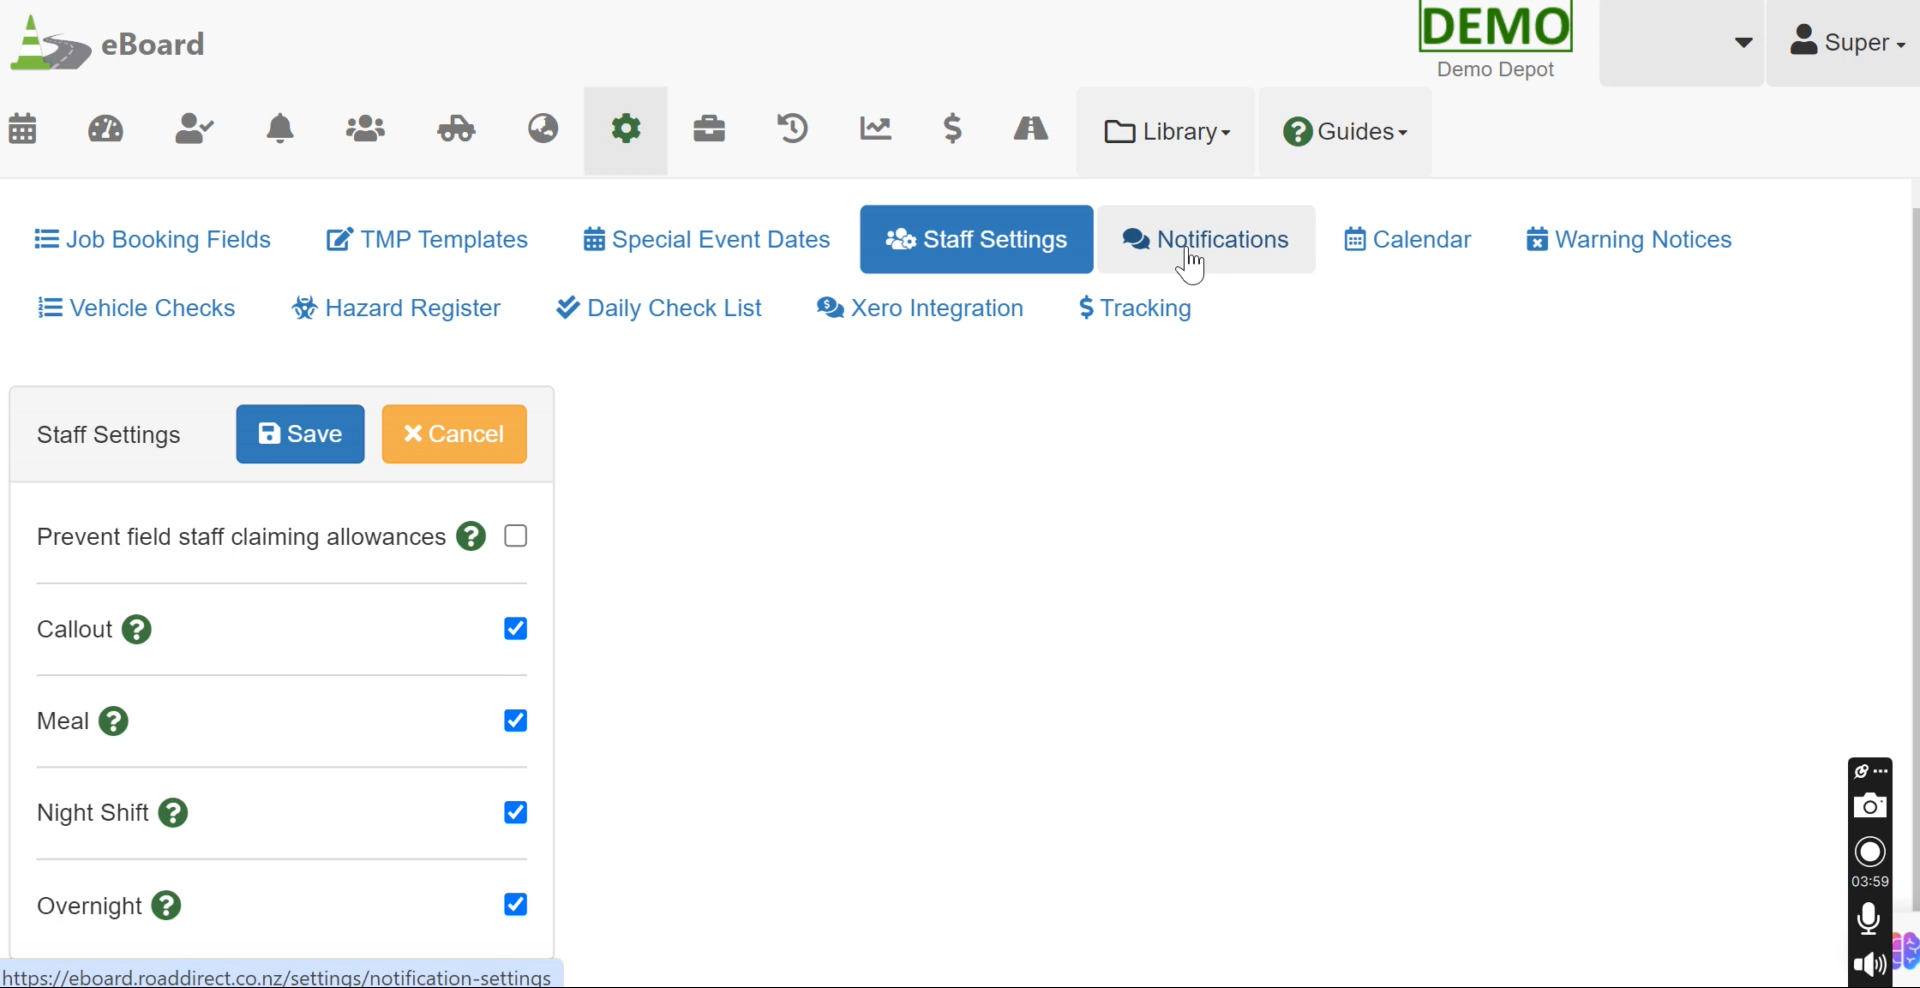 eBoard
DEMO
Demo Depot
Super
Library
Guides
Job Booking Fields
TMP Templates
Special Event Dates
Staff Settings
Notifications
Calendar
Warning Notices
Vehicle Checks
Hazard Register
Daily Check List
Xero Integration
Tracking
Staff Settings
Save
Cancel
Prevent field staff claiming allowances
Callout
Meal
Night Shift
Overnight
03:59
https://eboard.roaddirect.co.nz/settings/notification-settings